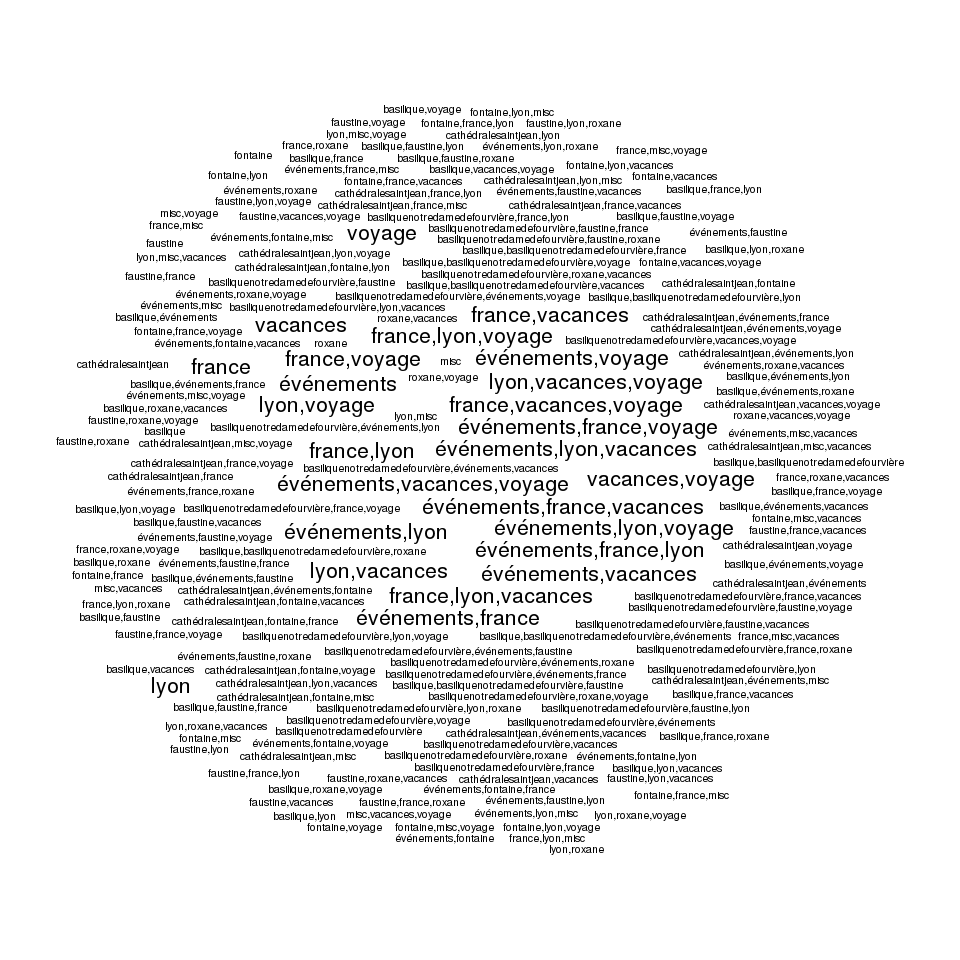 basilique,voyage
fontaine,lyon,misc
faustine,voyage
fontaine,france,lyon
faustine,lyon,roxane
lyon,misc,voyage
cathédralesaintjean,lyon
france,roxane
basilique,faustine,lyon
événements,lyon,roxane
france,misc,voyage
fontaine
basilique,france
basilique,faustine,roxane
fontaine,lyon,vacances
événements,france,misc
basilique,vacances,voyage
fontaine,lyon
fontaine,france,vacances
cathédralesaintjean,lyon,misc
fontaine,vacances
événements,roxane
cathédralesaintjean,france,lyon
événements,faustine,vacances
basilique,france,lyon
faustine,lyon,voyage
cathédralesaintjean,france,misc
cathédralesaintjean,france,vacances
misc,voyage
faustine,vacances,voyage
basiliquenotredamedefourvière,france,lyon
basilique,faustine,voyage
france,misc
voyage
basiliquenotredamedefourvière,faustine,france
événements,faustine
événements,fontaine,misc
basiliquenotredamedefourvière,faustine,roxane
faustine
basilique,basiliquenotredamedefourvière,france
basilique,lyon,roxane
lyon,misc,vacances
cathédralesaintjean,lyon,voyage
basilique,basiliquenotredamedefourvière,voyage
fontaine,vacances,voyage
cathédralesaintjean,fontaine,lyon
faustine,france
basiliquenotredamedefourvière,roxane,vacances
basiliquenotredamedefourvière,faustine
basilique,basiliquenotredamedefourvière,vacances
cathédralesaintjean,fontaine
événements,roxane,voyage
basiliquenotredamedefourvière,événements,voyage
basilique,basiliquenotredamedefourvière,lyon
événements,misc
basiliquenotredamedefourvière,lyon,vacances
basilique,événements
vacances
roxane,vacances
france,vacances
cathédralesaintjean,événements,france
fontaine,france,voyage
france,lyon,voyage
cathédralesaintjean,événements,voyage
événements,fontaine,vacances
roxane
basiliquenotredamedefourvière,vacances,voyage
cathédralesaintjean
france
france,voyage
misc
événements,voyage
cathédralesaintjean,événements,lyon
événements,roxane,vacances
basilique,événements,france
événements
roxane,voyage
lyon,vacances,voyage
basilique,événements,lyon
événements,misc,voyage
basilique,événements,roxane
basilique,roxane,vacances
lyon,voyage
france,vacances,voyage
cathédralesaintjean,vacances,voyage
faustine,roxane,voyage
lyon,misc
roxane,vacances,voyage
basilique
basiliquenotredamedefourvière,événements,lyon
événements,france,voyage
événements,misc,vacances
faustine,roxane
cathédralesaintjean,misc,voyage
france,lyon
événements,lyon,vacances
cathédralesaintjean,misc,vacances
cathédralesaintjean,france,voyage
basiliquenotredamedefourvière,événements,vacances
basilique,basiliquenotredamedefourvière
cathédralesaintjean,france
événements,vacances,voyage
vacances,voyage
france,roxane,vacances
événements,france,roxane
basilique,france,voyage
basilique,lyon,voyage
basiliquenotredamedefourvière,france,voyage
événements,france,vacances
basilique,événements,vacances
basilique,faustine,vacances
fontaine,misc,vacances
événements,faustine,voyage
événements,lyon
événements,lyon,voyage
faustine,france,vacances
france,roxane,voyage
basilique,basiliquenotredamedefourvière,roxane
événements,france,lyon
cathédralesaintjean,voyage
basilique,roxane
événements,faustine,france
basilique,événements,voyage
fontaine,france
basilique,événements,faustine
lyon,vacances
événements,vacances
misc,vacances
cathédralesaintjean,événements,fontaine
cathédralesaintjean,événements
france,lyon,roxane
cathédralesaintjean,fontaine,vacances
france,lyon,vacances
basiliquenotredamedefourvière,france,vacances
basiliquenotredamedefourvière,faustine,voyage
basilique,faustine
cathédralesaintjean,fontaine,france
événements,france
basiliquenotredamedefourvière,faustine,vacances
faustine,france,voyage
basiliquenotredamedefourvière,lyon,voyage
basilique,basiliquenotredamedefourvière,événements
france,misc,vacances
événements,faustine,roxane
basiliquenotredamedefourvière,événements,faustine
basiliquenotredamedefourvière,france,roxane
basiliquenotredamedefourvière,événements,roxane
basilique,vacances
cathédralesaintjean,fontaine,voyage
basiliquenotredamedefourvière,événements,france
basiliquenotredamedefourvière,lyon
lyon
cathédralesaintjean,lyon,vacances
basilique,basiliquenotredamedefourvière,faustine
cathédralesaintjean,événements,misc
cathédralesaintjean,fontaine,misc
basiliquenotredamedefourvière,roxane,voyage
basilique,france,vacances
basilique,faustine,france
basiliquenotredamedefourvière,lyon,roxane
basiliquenotredamedefourvière,faustine,lyon
lyon,roxane,vacances
basiliquenotredamedefourvière,voyage
basiliquenotredamedefourvière,événements
basiliquenotredamedefourvière
cathédralesaintjean,événements,vacances
basilique,france,roxane
fontaine,misc
événements,fontaine,voyage
basiliquenotredamedefourvière,vacances
faustine,lyon
cathédralesaintjean,misc
basiliquenotredamedefourvière,roxane
événements,fontaine,lyon
faustine,france,lyon
basiliquenotredamedefourvière,france
basilique,lyon,vacances
faustine,roxane,vacances
cathédralesaintjean,vacances
faustine,lyon,vacances
basilique,roxane,voyage
événements,fontaine,france
fontaine,france,misc
faustine,vacances
faustine,france,roxane
événements,faustine,lyon
basilique,lyon
misc,vacances,voyage
événements,lyon,misc
lyon,roxane,voyage
fontaine,voyage
fontaine,misc,voyage
fontaine,lyon,voyage
événements,fontaine
france,lyon,misc
lyon,roxane